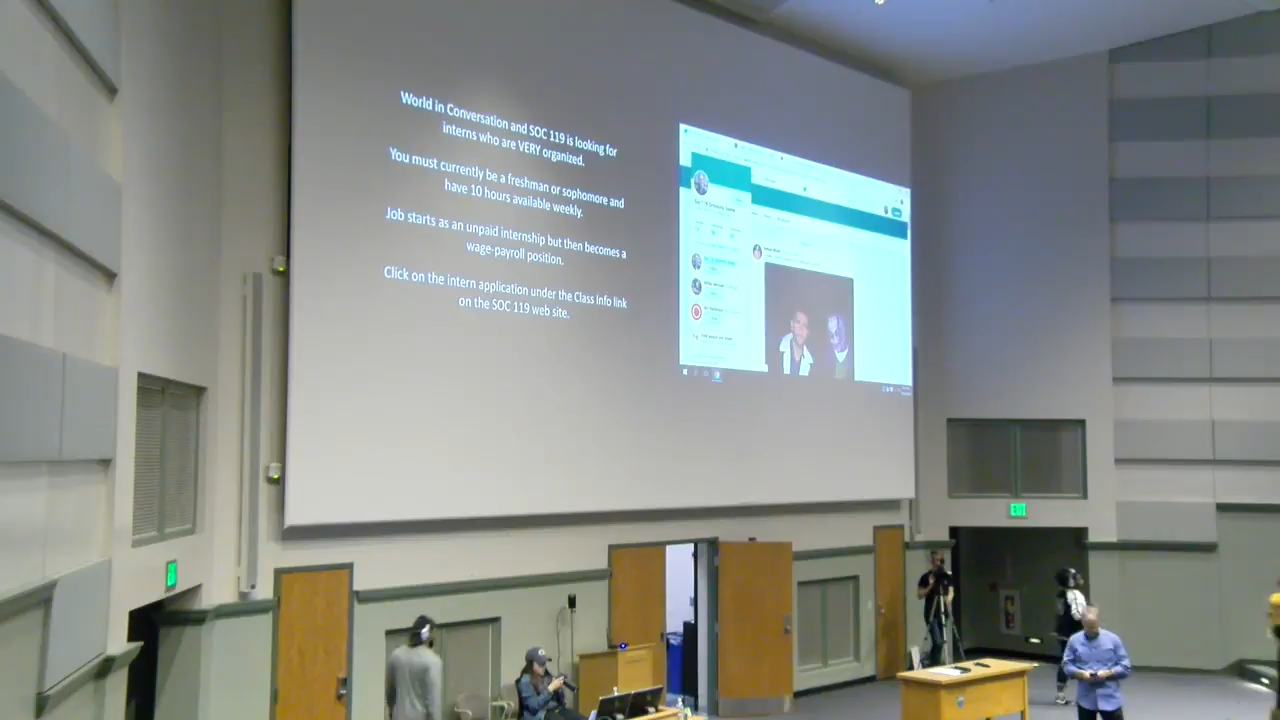 World in Conversation and SOC 119 is looking for
interns who are VERY organized.
You must currently be a freshman or sophomore and
have 10 hours available weekly.
Job starts as an unpaid internship but then becomes a
wage-payroll position.
Click on the intern application under the Class Info link
on the SOC 119 web site.
EXIT